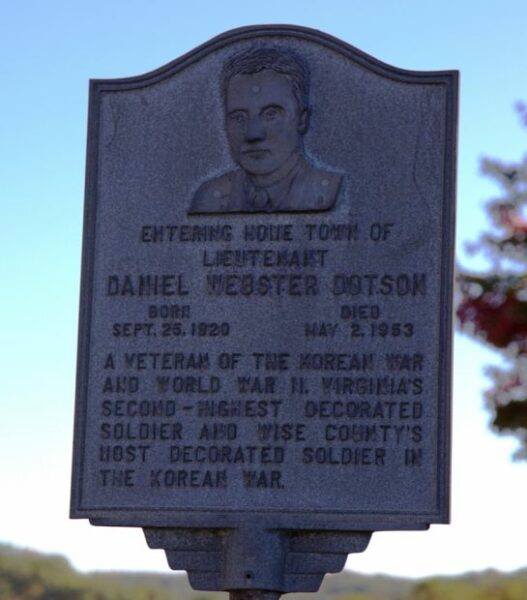 ENTERING HOME TOWN OF
LIEUTENANT
DANIEL WEBSTER DOTSON
BORN DIED
SEPT. 25, 1920 MAY 2, 1953
A VETERAN OF THE KOREAN WAR
AND WORLD WAR II. VIRGINIA'S
SECOND-HIGHEST DECORATED
SOLDIER AND WISE COUNTY'S
MOST DECORATED SOLDIER IN
THE KOREAN WAR.